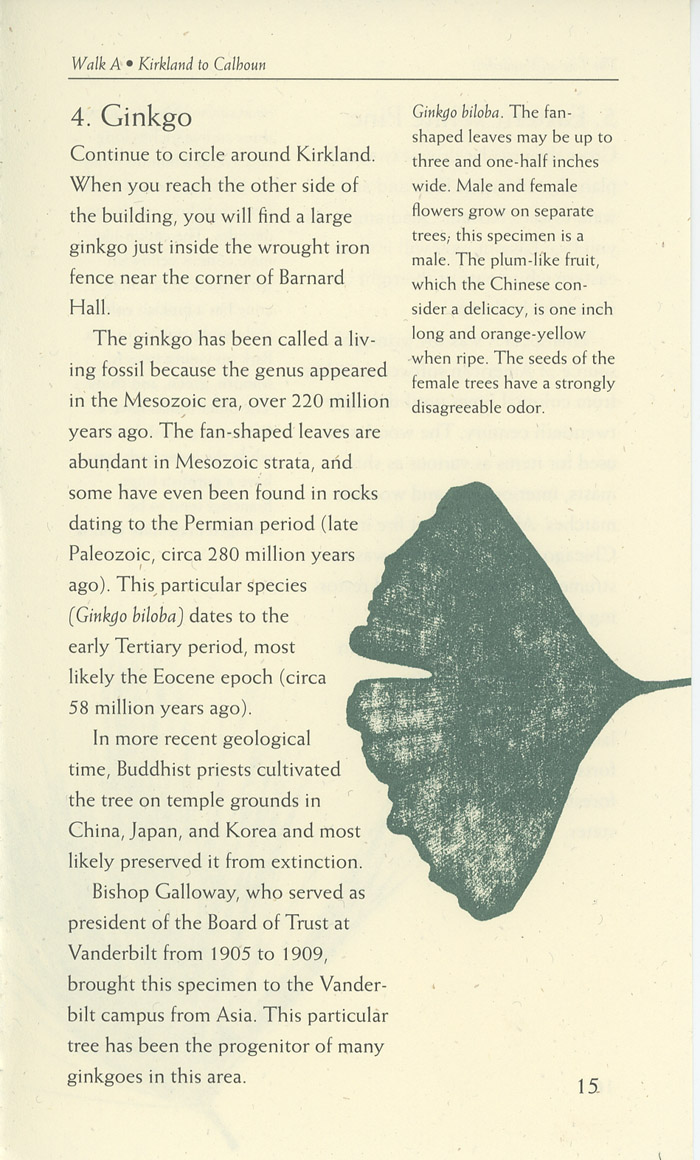 Walk A • Kirkland to Calhoun
4. Ginkgo
Continue to circle around Kirkland.
When you reach the other side of
the building, you will find a large
ginkgo just inside the wrought iron
fence near the corner of Barnard
Hall.
The ginkgo has been called a liv-
ing fossil because the genus appeared
in the Mesozoic era, over 220 million
years ago. The fan-shaped leaves are
abundant in Mesozoic strata, and
some have even been found in rocks
dating to the Permian period (late
Paleozoic, circa 280 million years
ago). This particular species
(Ginkgo biloba) dates to the
early Tertiary period, most
likely the Eocene epoch (circa
58 million years ago).
In more recent geological
time, Buddhist priests cultivated
the tree on temple grounds in
China, Japan, and Korea and most
likely preserved it from extinction.
Bishop Galloway, who served as
president of the Board of Trust at
Vanderbilt from 1905 to 1909,
brought this specimen to the Vander-
bilt campus from Asia. This particular
tree has been the progenitor of many
ginkgoes in this area.
Ginkgo biloba. The fan-
shaped leaves may be up to
three and one-half inches
wide. Male and female
flowers grow on separate
trees; this specimen is a
male. The plum-like fruit,
which the Chinese con-
sider a delicacy, is one inch
long and orange-yellow
when ripe. The seeds of the
female trees have a strongly
disagreeable odor.
15